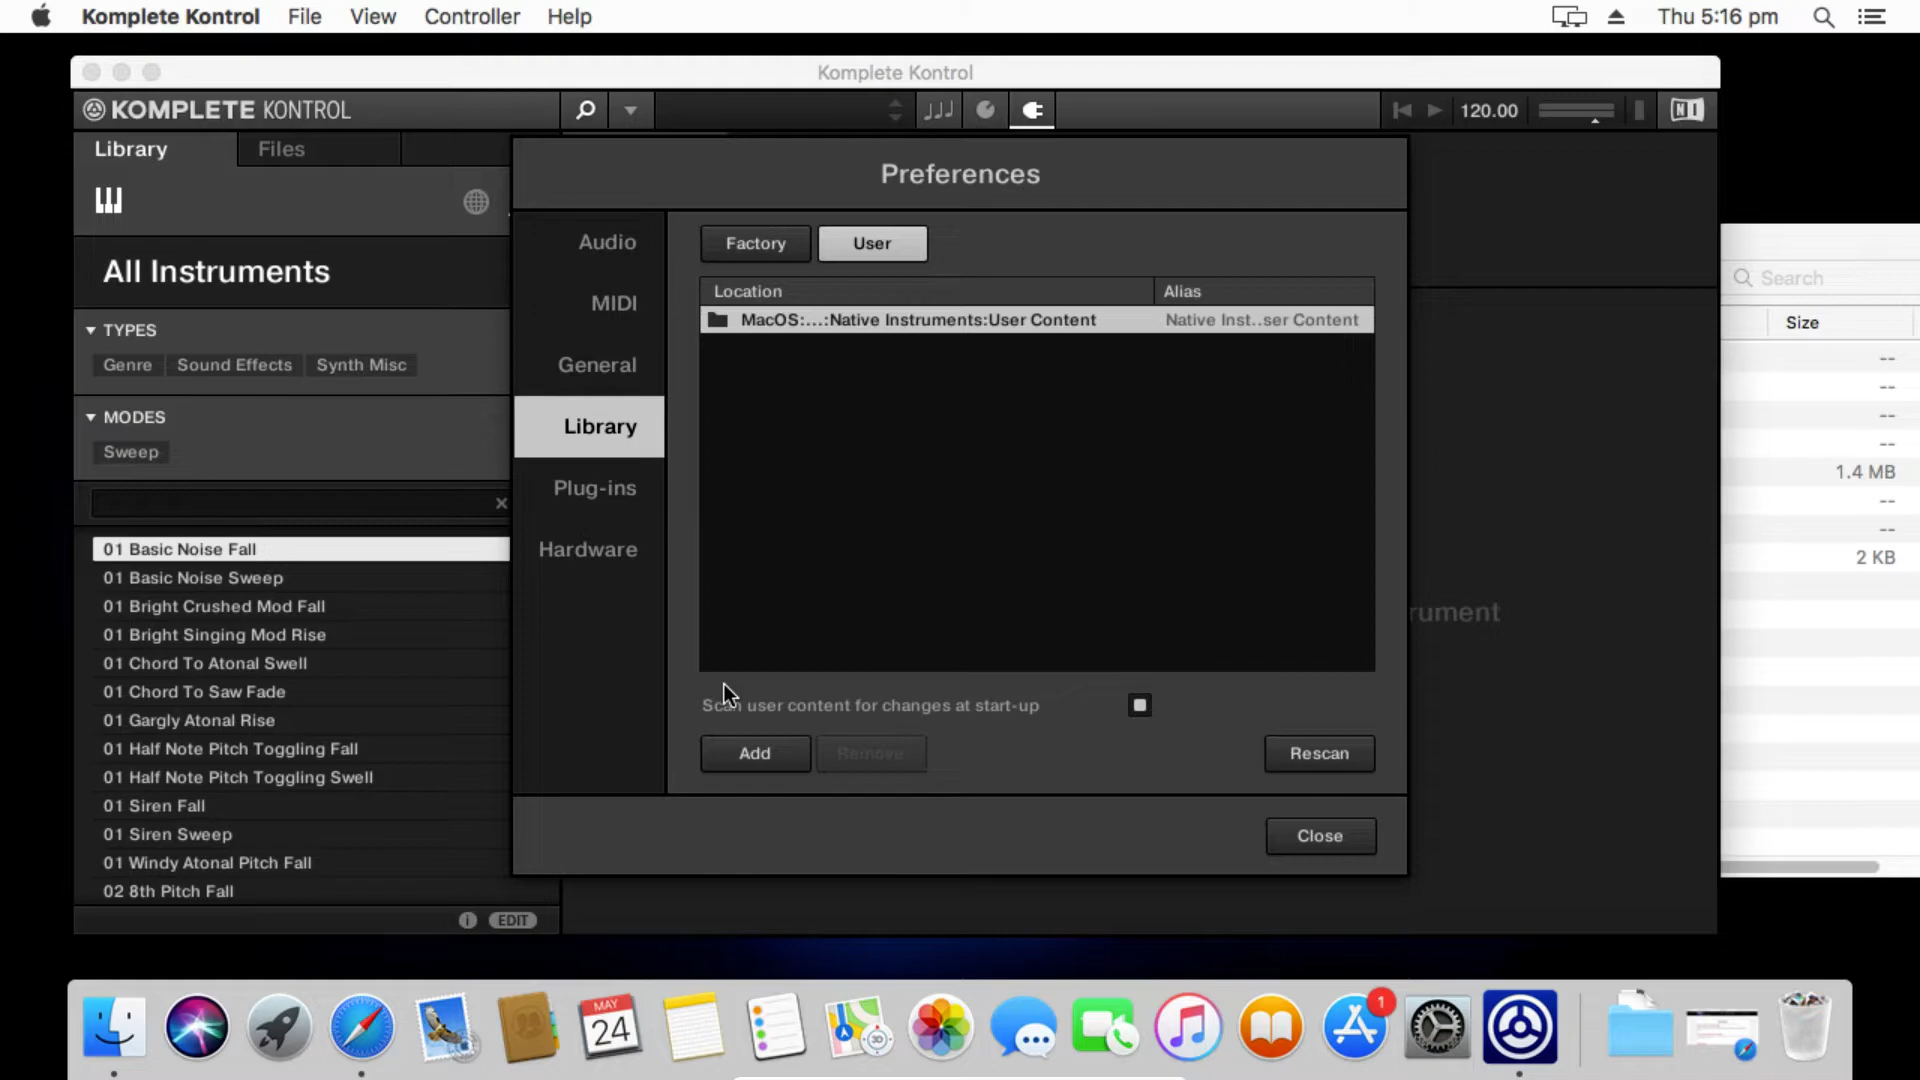 Komplete Kontrol File View Controller Help Thu 5:16 pm
Komplete Kontrol
KOMPLETE KONTROL 120.00 NI
Library Files
Preferences
All Instruments
TYPES
Genre Sound Effects Synth Misc
MODES
Sweep
01 Basic Noise Fall
01 Basic Noise Sweep
01 Bright Crushed Mod Fall
01 Bright Singing Mod Rise
01 Chord To Atonal Swell
01 Chord To Saw Fade
01 Gargly Atonal Rise
01 Half Note Pitch Toggling Fall
01 Half Note Pitch Toggling Swell
01 Siren Fall
01 Siren Sweep
01 Windy Atonal Pitch Fall
02 8th Pitch Fall
EDIT
Audio
MIDI
General
Library
Plug-ins
Hardware
Factory User
Location Alias
MacOS:...:Native Instruments:User Content Native Inst..ser Content
Scan user content for changes at start-up
Add Remove Rescan
Close
rument
Search
Size
--
--
--
--
1.4 MB
--
--
2 KB
MAY
24
3D
1